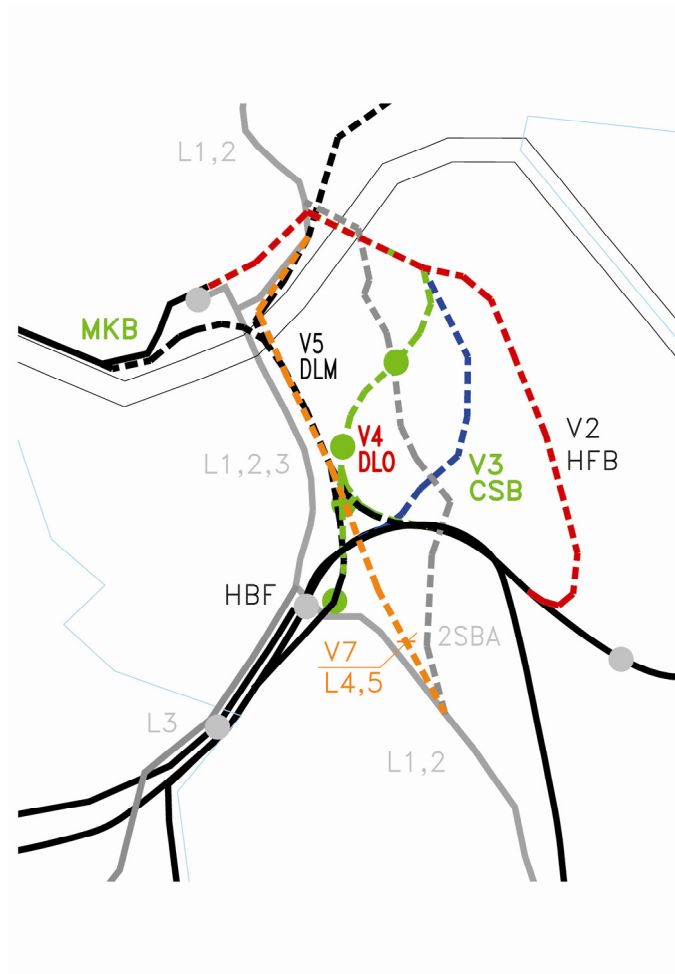 L1,2
MKB
V5
DLM
V4
DLO
V2
HFB
L1,2,3
V3
CSB
HBF
2SBA
V7
L4,5
L3
L1,2